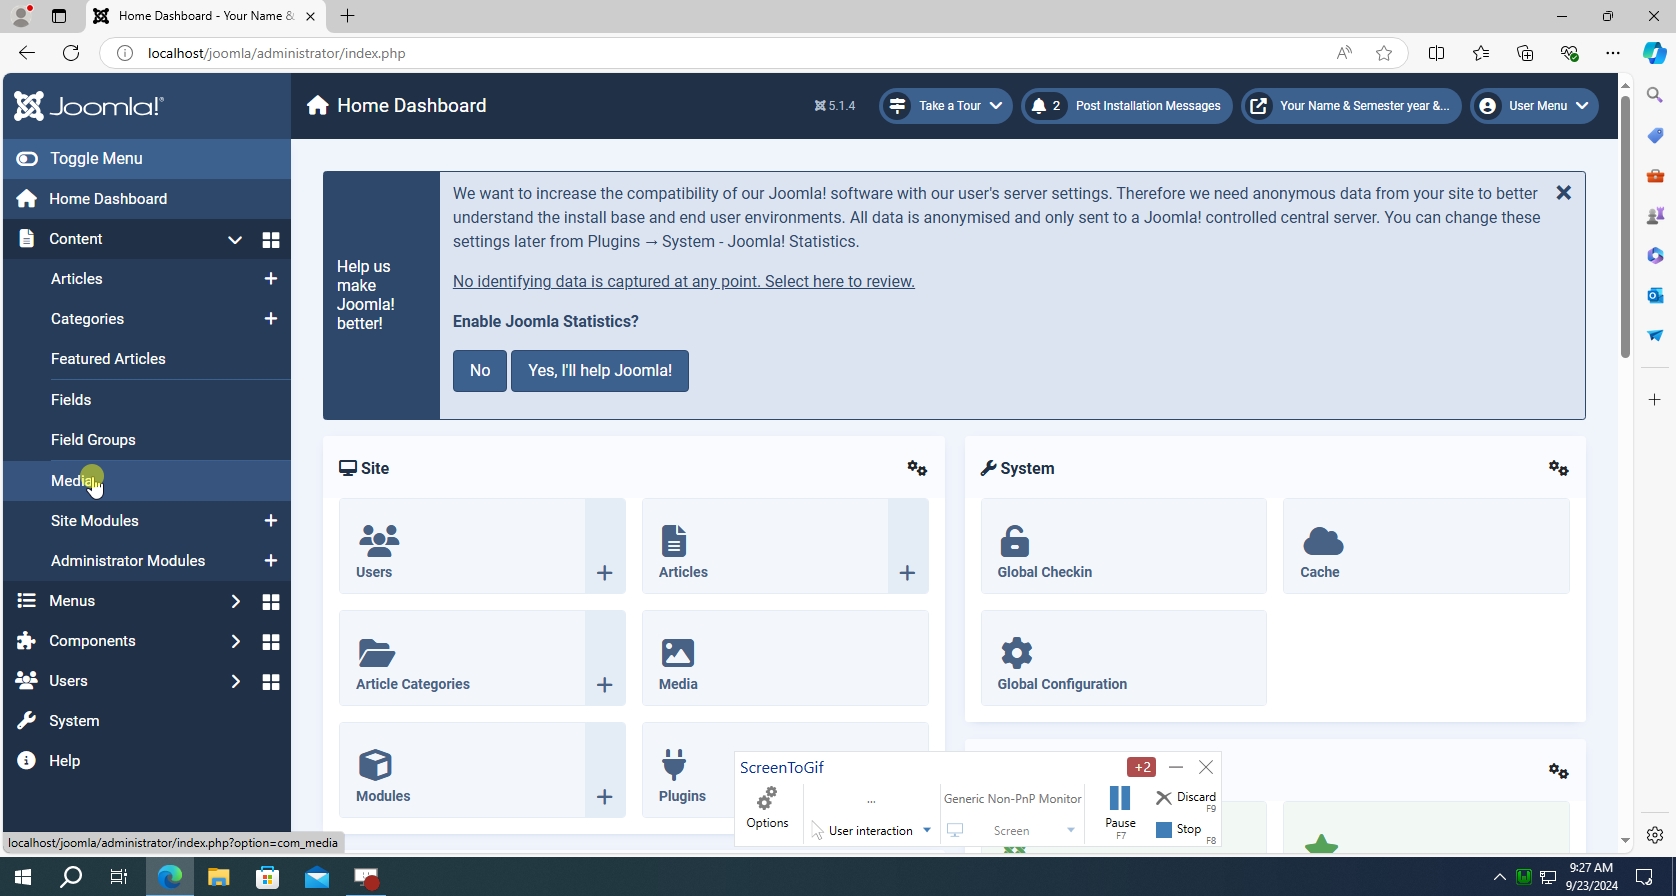 Home Dashboard - Your Name &
localhost/joomla/administrator/index.php
Joomla!
Home Dashboard
5.1.4
Take a Tour
2 Post Installation Messages
Your Name & Semester year &...
User Menu
Toggle Menu
Home Dashboard
Content
Articles
Categories
Featured Articles
Fields
Field Groups
Media
Site Modules
Administrator Modules
Menus
Components
Users
System
Help
Help us
make
Joomla!
better!
We want to increase the compatibility of our Joomla! software with our user's server settings. Therefore we need anonymous data from your site to better
understand the install base and end user environments. All data is anonymised and only sent to a Joomla! controlled central server. You can change these
settings later from Plugins → System - Joomla! Statistics.
No identifying data is captured at any point. Select here to review.
Enable Joomla Statistics?
No
Yes, I'll help Joomla!
Site
Users
Articles
Article Categories
Media
Modules
Plugins
System
Global Checkin
Cache
Global Configuration
ScreenToGif
+2
Options
...
User interaction
Generic Non-PnP Monitor
Screen
Pause
F7
Discard
F9
Stop
F8
localhost/joomla/administrator/index.php?option=com_media
9:27 AM
9/23/2024